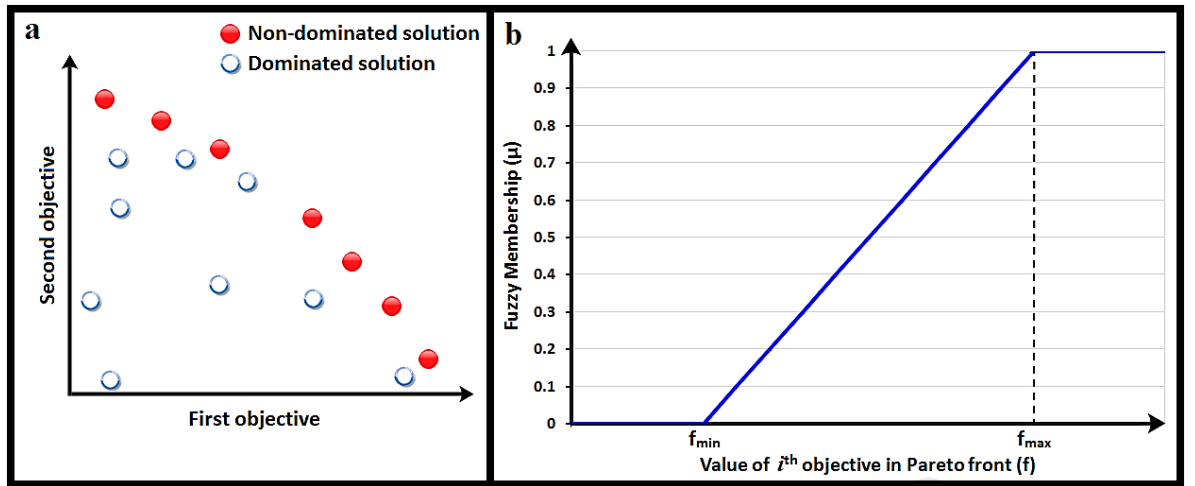 a
Non-dominated solution
Dominated solution
Second objective
First objective
b
1
0.9
0.8
0.7
0.6
0.5
0.4
0.3
0.2
0.1
0
Fuzzy Membership (μ)
fmin
fmax
Value of ith objective in Pareto front (f)